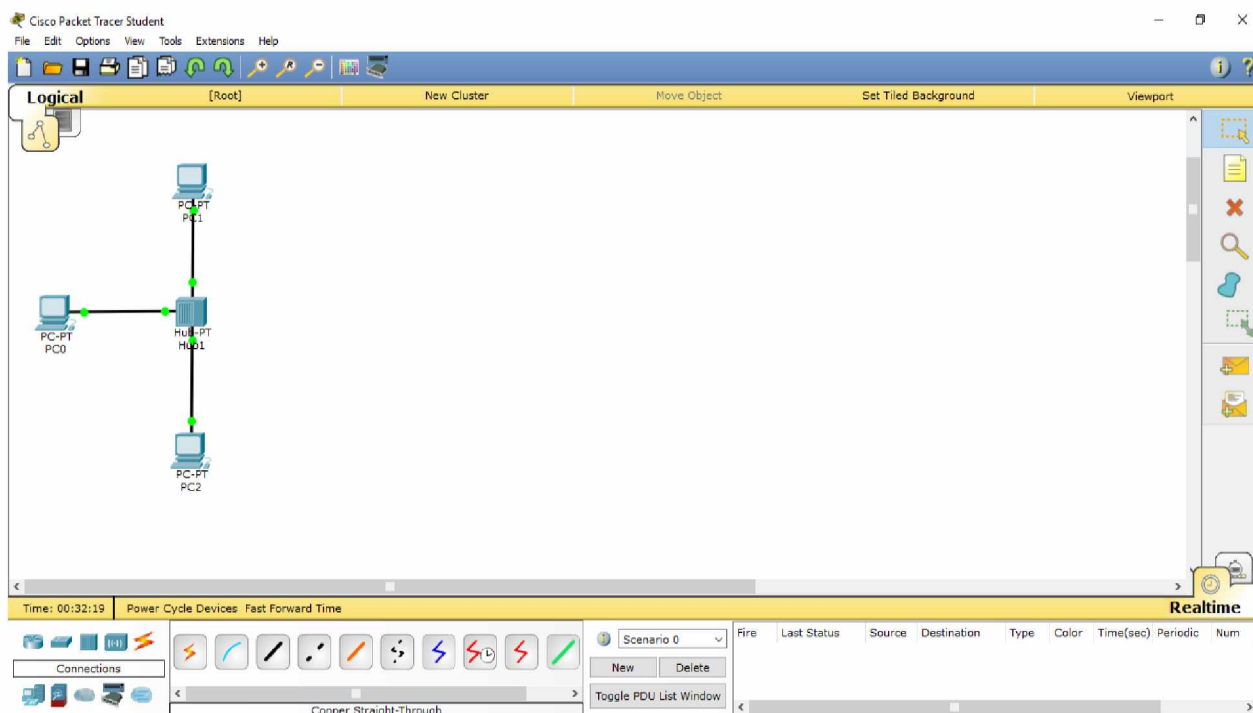 Cisco Packet Tracer Student
File Edit Options View Tools Extensions Help
Logical [Root] New Cluster Move Object Set Tiled Background Viewport
PC-PT
PC1
PC-PT
PC0
Hub-PT
Hub1
PC-PT
PC2
Time: 00:32:19 Power Cycle Devices Fast Forward Time Realtime
Connections
Copper Straight-Through
Scenario 0
New Delete
Toggle PDU List Window
Fire Last Status Source Destination Type Color Time(sec) Periodic Num